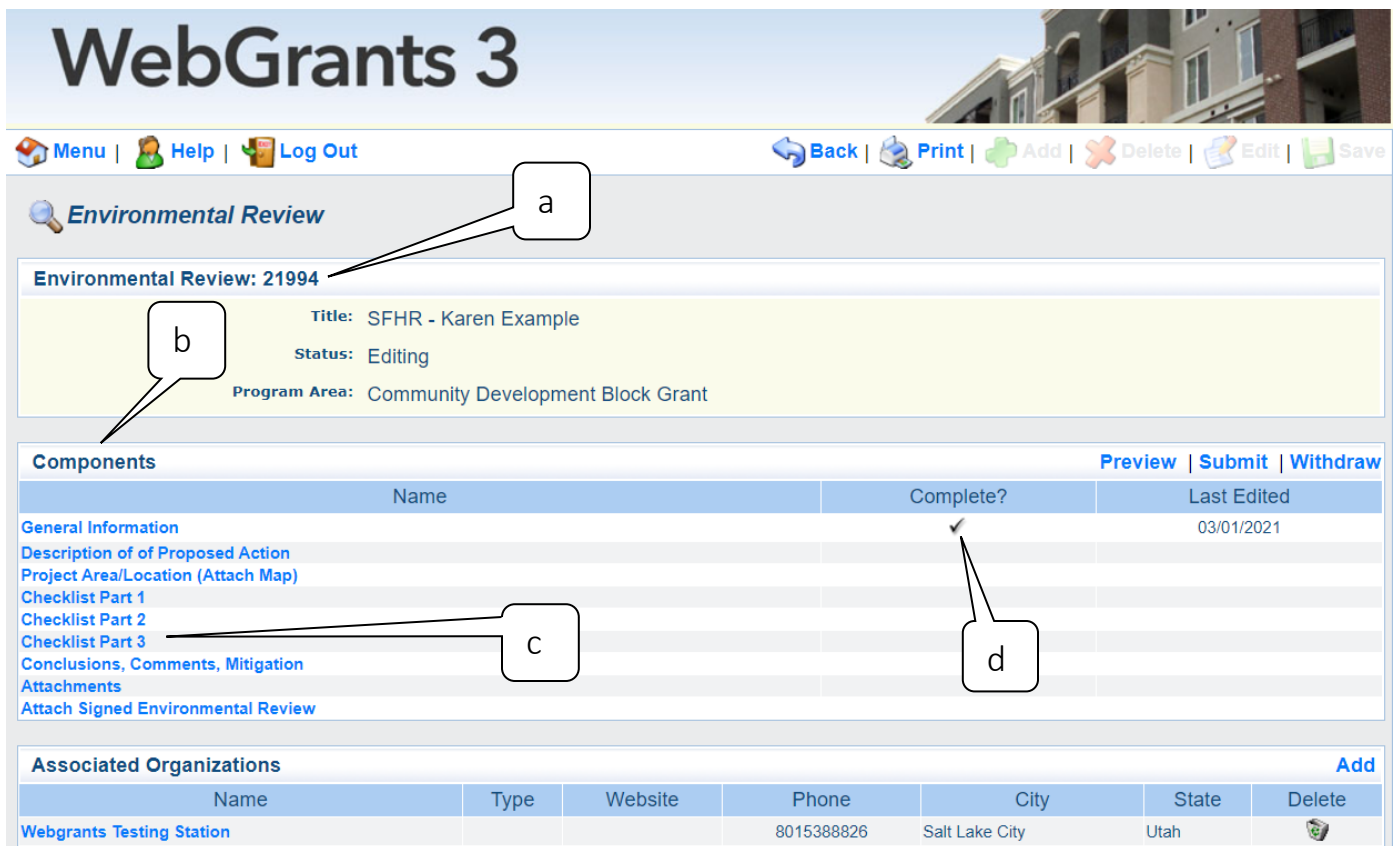 WebGrants 3
Menu | Help | Log Out Back | Print | Add | Delete | Edit | Save
a
Environmental Review
Environmental Review: 21994
b
Title: SFHR - Karen Example
Status: Editing
Program Area: Community Development Block Grant
Components Preview | Submit | Withdraw
Name Complete? Last Edited
General Information ✓ 03/01/2021
Description of of Proposed Action
Project Area/Location (Attach Map)
Checklist Part 1
Checklist Part 2
Checklist Part 3
c
d
Conclusions, Comments, Mitigation
Attachments
Attach Signed Environmental Review
Associated Organizations Add
Name Type Website Phone City State Delete
Webgrants Testing Station 8015388826 Salt Lake City Utah